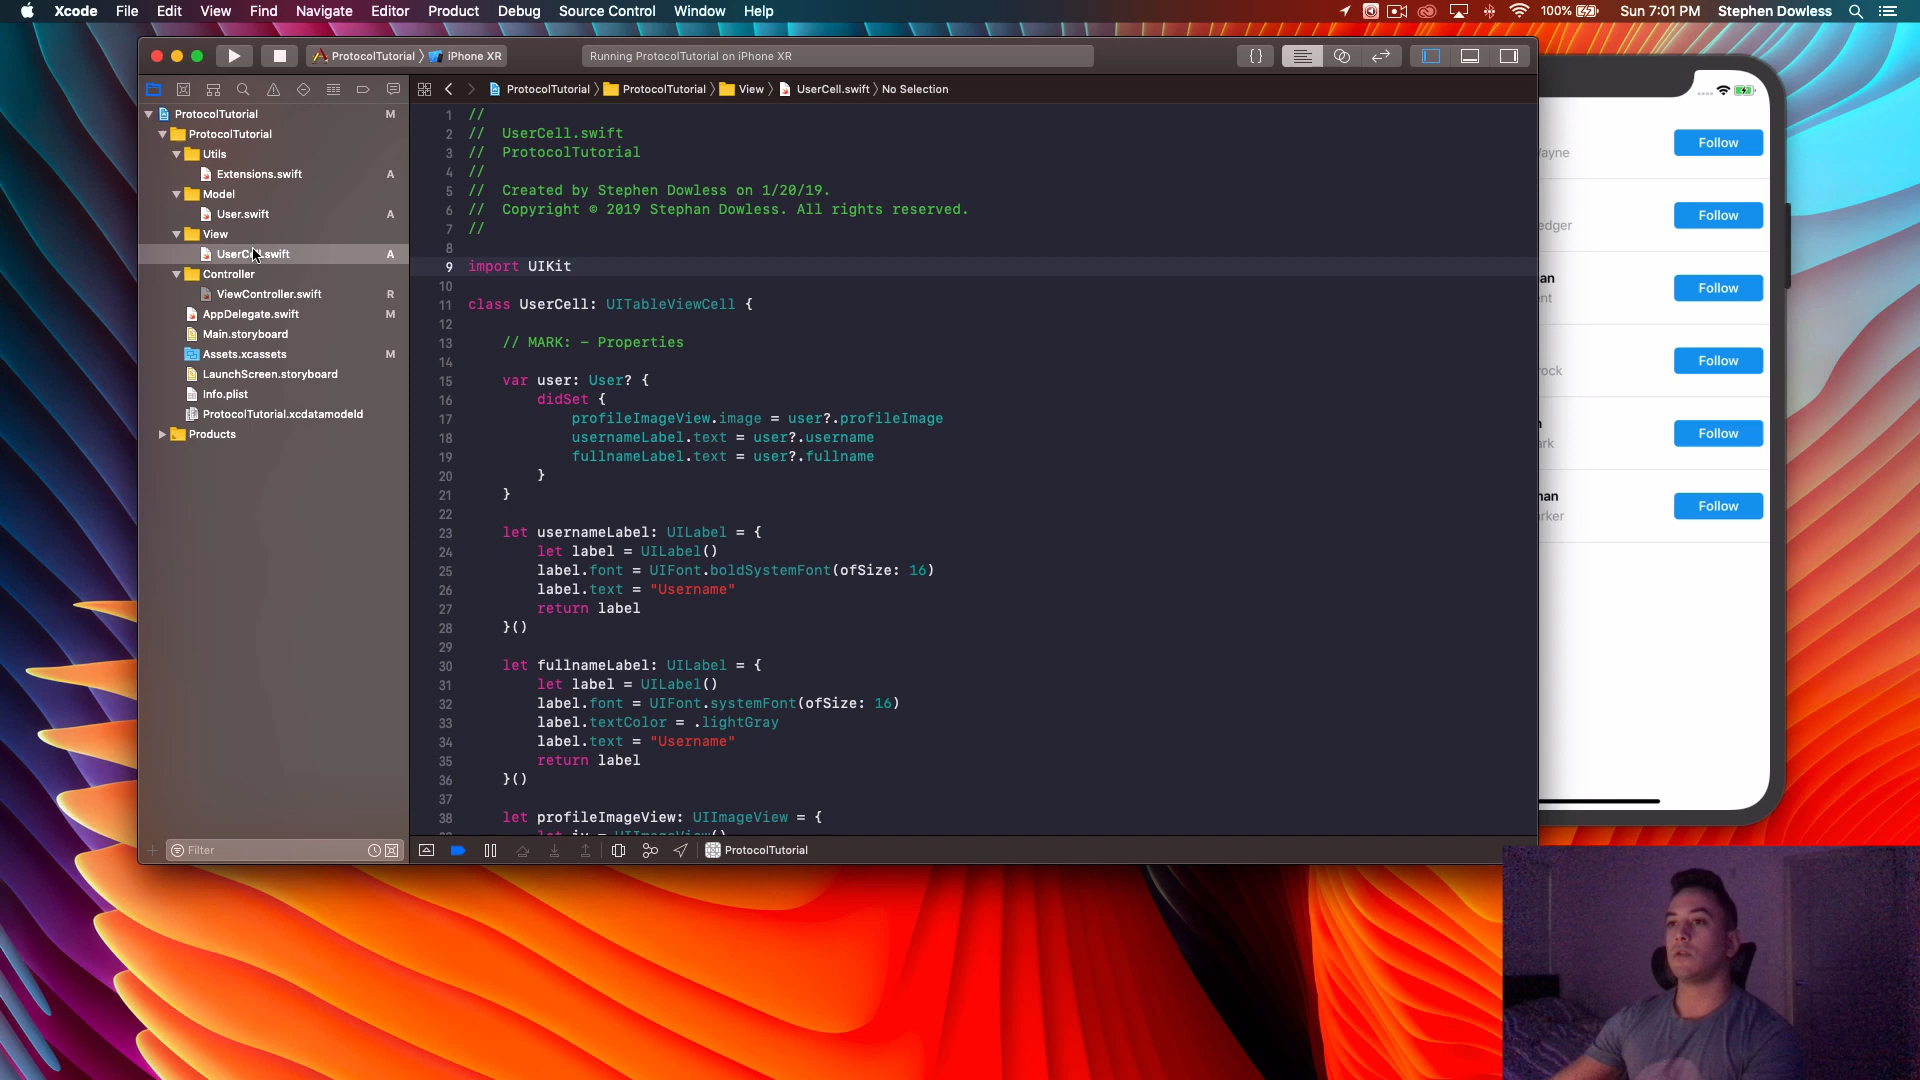 Xcode File Edit View Find Navigate Editor Product Debug Source Control Window Help
100% Sun 7:01 PM Stephen Dowless
ProtocolTutorial iPhone XR
Running ProtocolTutorial on iPhone XR
{ }
ProtocolTutorial ProtocolTutorial View UserCell.swift No Selection
ProtocolTutorial M
ProtocolTutorial
Utils
Extensions.swift A
Model
User.swift A
View
UserCell.swift A
Controller
ViewController.swift R
AppDelegate.swift M
Main.storyboard
Assets.xcassets M
LaunchScreen.storyboard
Info.plist
ProtocolTutorial.xcdatamodeld
Products
Filter
1 //
2 // UserCell.swift
3 // ProtocolTutorial
4 //
5 // Created by Stephen Dowless on 1/20/19.
6 // Copyright © 2019 Stephan Dowless. All rights reserved.
7 //
8
9 import UIKit
10
11 class UserCell: UITableViewCell {
12
13 // MARK: - Properties
14
15 var user: User? {
16 didSet {
17 profileImageView.image = user?.profileImage
18 usernameLabel.text = user?.username
19 fullnameLabel.text = user?.fullname
20 }
21 }
22
23 let usernameLabel: UILabel = {
24 let label = UILabel()
25 label.font = UIFont.boldSystemFont(ofSize: 16)
26 label.text = "Username"
27 return label
28 }()
29
30 let fullnameLabel: UILabel = {
31 let label = UILabel()
32 label.font = UIFont.systemFont(ofSize: 16)
33 label.textColor = .lightGray
34 label.text = "Username"
35 return label
36 }()
37
38 let profileImageView: UIImageView = {
ProtocolTutorial
Follow
Follow
Follow
Follow
Follow
Follow